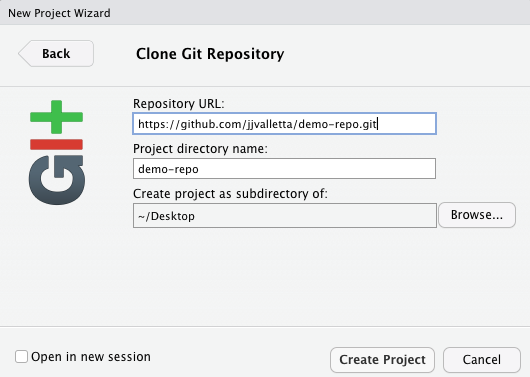 New Project Wizard
Back
Clone Git Repository
git
Repository URL:
https://github.com/jjvalletta/demo-repo.git
Project directory name:
demo-repo
Create project as subdirectory of:
~/Desktop
Browse...
Open in new session
Create Project
Cancel